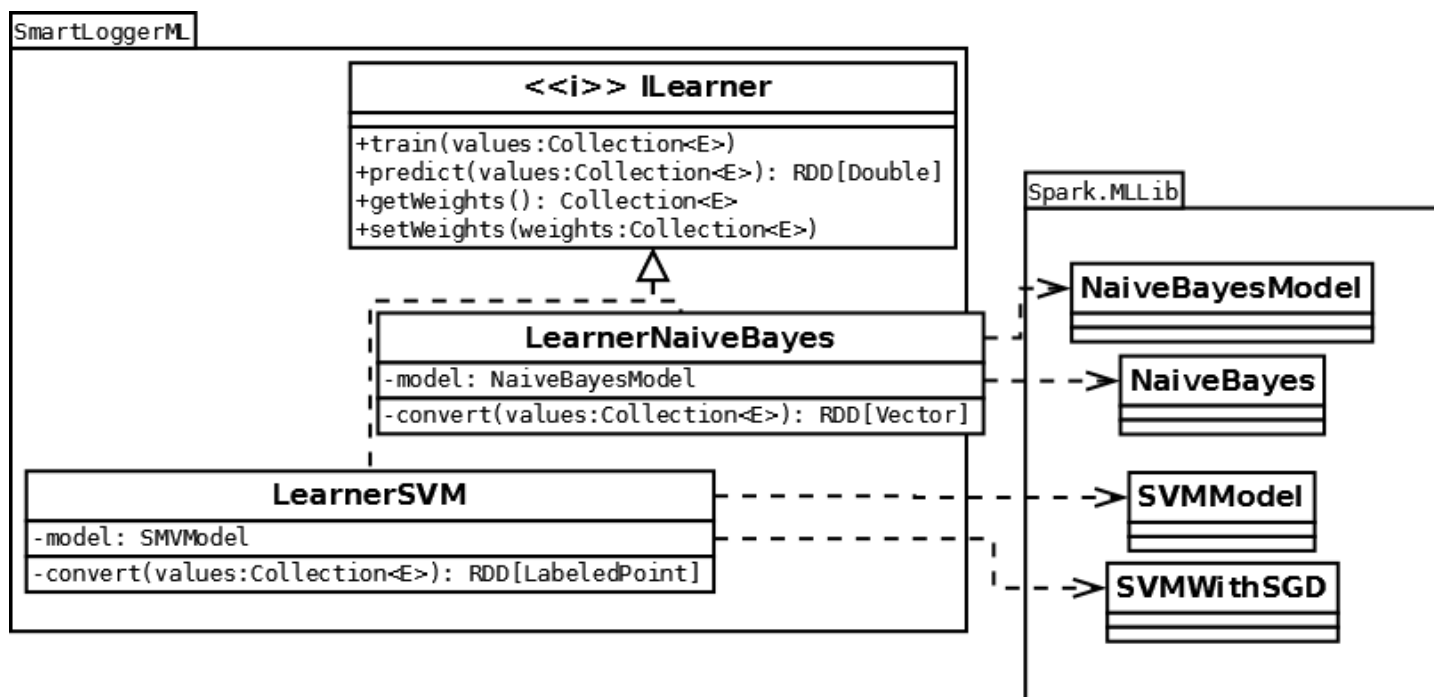 SmartLoggerML
<<i>> ILearner
+train(values:Collection<E>)
+predict(values:Collection<E>): RDD[Double]
+getWeights(): Collection<E>
+setWeights(weights:Collection<E>)
LearnerNaiveBayes
-model: NaiveBayesModel
-convert(values:Collection<E>): RDD[Vector]
LearnerSVM
-model: SMVModel
-convert(values:Collection<E>): RDD[LabeledPoint]
Spark.MLLib
NaiveBayesModel
NaiveBayes
SVMModel
SVMWithSGD